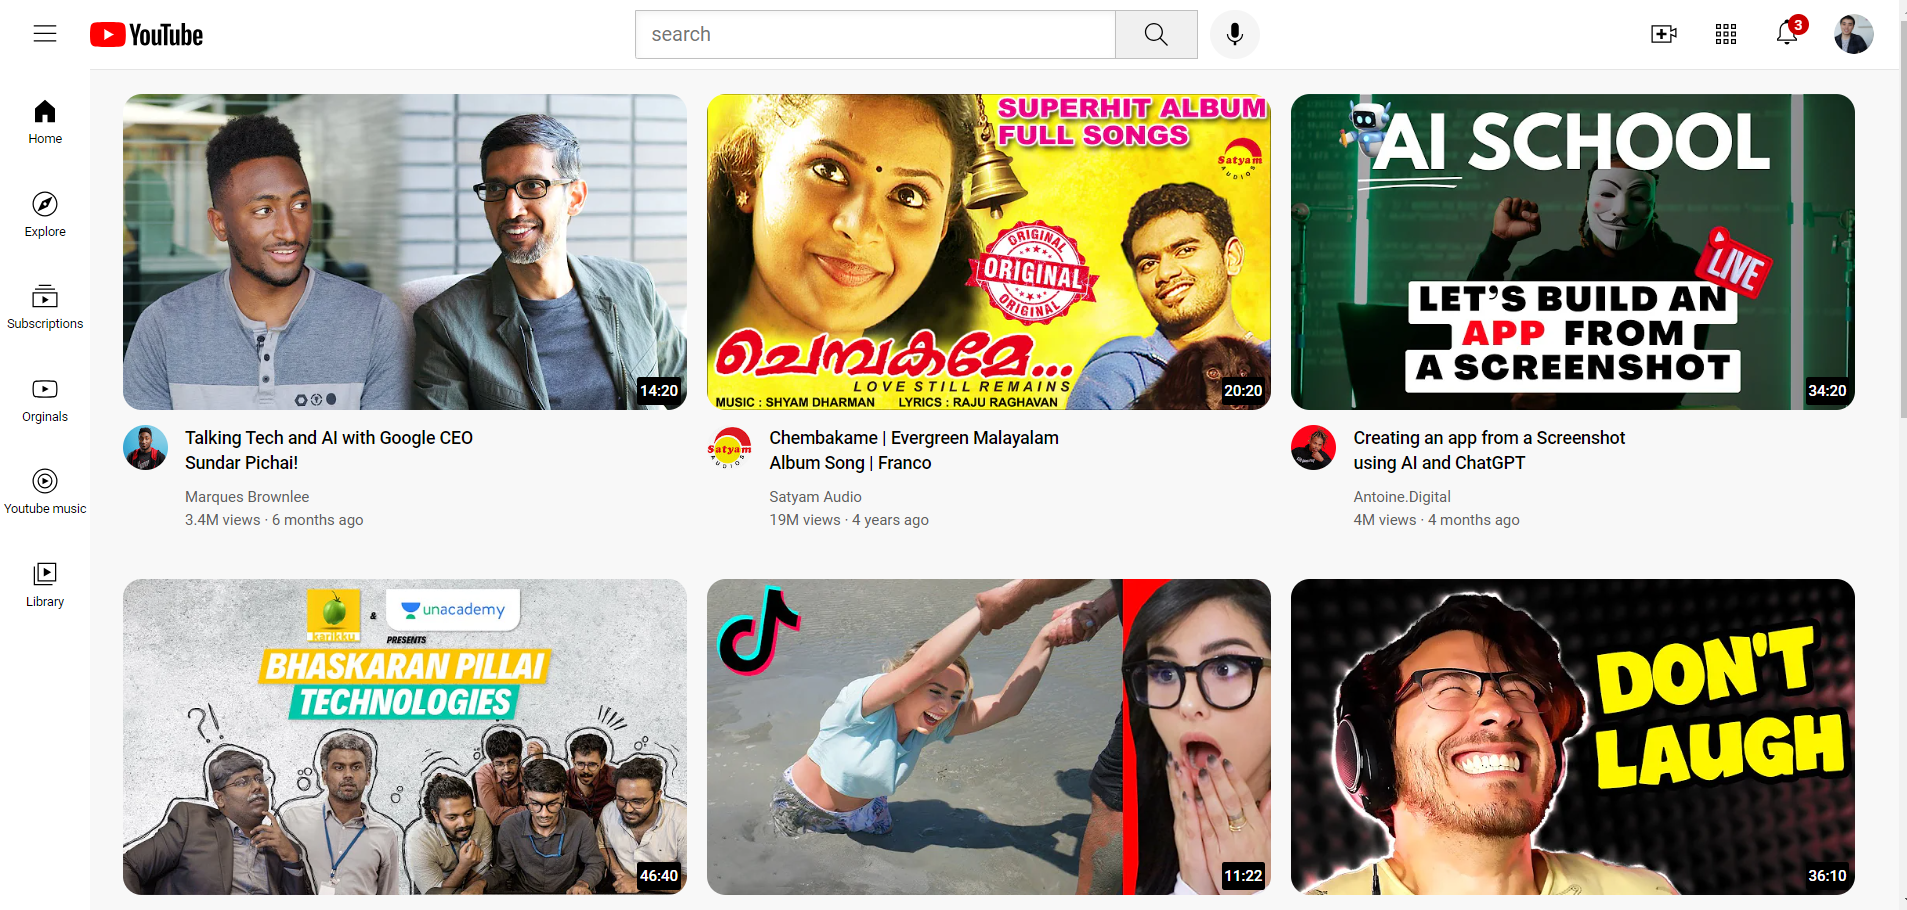 YouTube
search
3
Home
Explore
Subscriptions
Orginals
Youtube music
Library
14:20
Talking Tech and AI with Google CEO
Sundar Pichai!
Marques Brownlee
3.4M views · 6 months ago
SUPERHIT ALBUM
FULL SONGS
Satyam
AUDIOS
ORIGINAL
ORIGINAL
ORIGINAL
ചെമ്പകമേ...
LOVE STILL REMAINS
MUSIC : SHYAM DHARMAN LYRICS : RAJU RAGHAVAN
20:20
Satyam
AUDIOS
Chembakame | Evergreen Malayalam
Album Song | Franco
Satyam Audio
19M views · 4 years ago
AI SCHOOL
LIVE
LET'S BUILD AN
APP FROM
A SCREENSHOT
34:20
Creating an app from a Screenshot
using AI and ChatGPT
Antoine.Digital
4M views · 4 months ago
karikku & unacademy
PRESENTS
BHASKARAN PILLAI
TECHNOLOGIES
46:40
11:22
DON'T
LAUGH
36:10